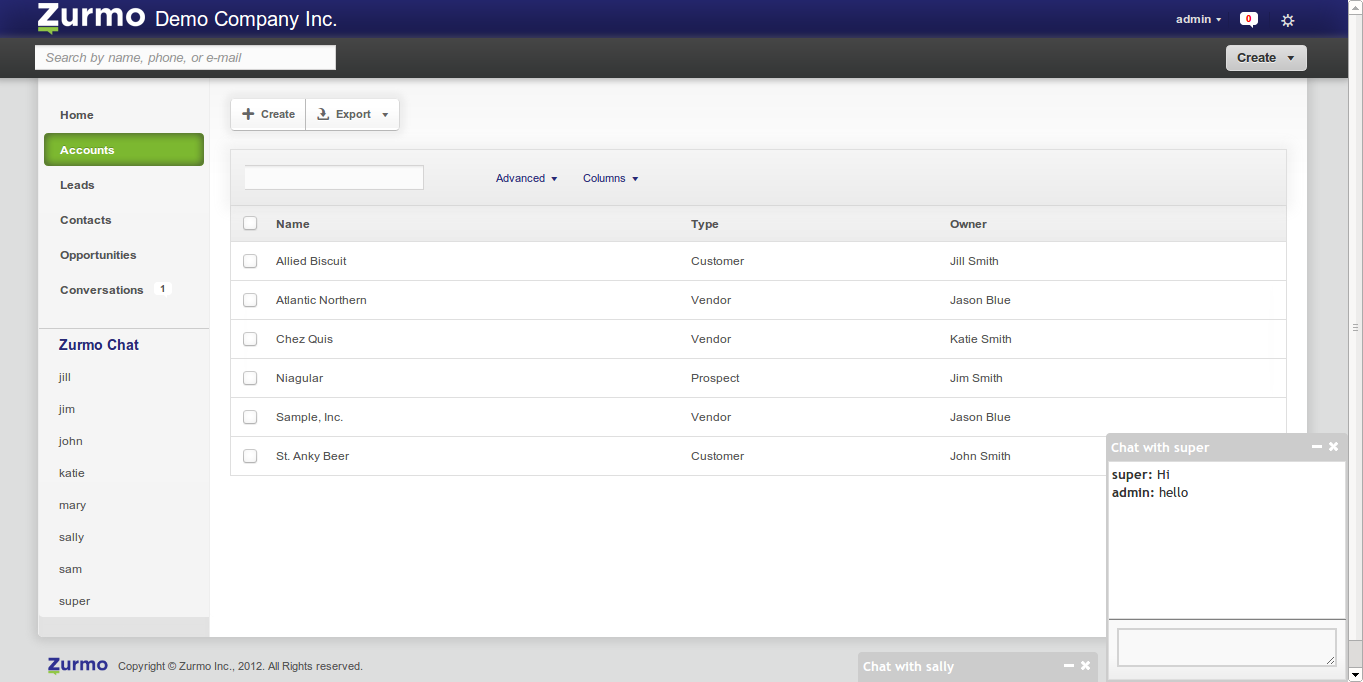 Zurmo Demo Company Inc.
admin
0
Search by name, phone, or e-mail
Create
Home
Accounts
Leads
Contacts
Opportunities
Conversations 1
Zurmo Chat
jill
jim
john
katie
mary
sally
sam
super
Create Export
Advanced Columns
Name Type Owner
Allied Biscuit Customer Jill Smith
Atlantic Northern Vendor Jason Blue
Chez Quis Vendor Katie Smith
Niagular Prospect Jim Smith
Sample, Inc. Vendor Jason Blue
St. Anky Beer Customer John Smith
Chat with super
super: Hi
admin: hello
Chat with sally
Zurmo Copyright © Zurmo Inc., 2012. All Rights reserved.